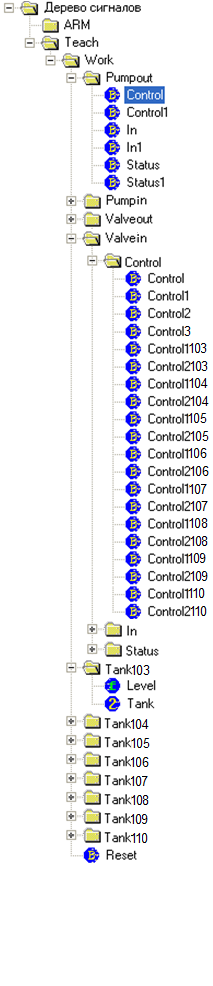 Дерево сигналов
ARM
Teach
Work
Pumpout
Control
Control1
In
In1
Status
Status1
Pumpin
Valveout
Valvein
Control
Control
Control1
Control2
Control3
Control1103
Control2103
Control1104
Control2104
Control1105
Control2105
Control1106
Control2106
Control1107
Control2107
Control1108
Control2108
Control1109
Control2109
Control1110
Control2110
In
Status
Tank103
Level
Tank
Tank104
Tank105
Tank106
Tank107
Tank108
Tank109
Tank110
Reset